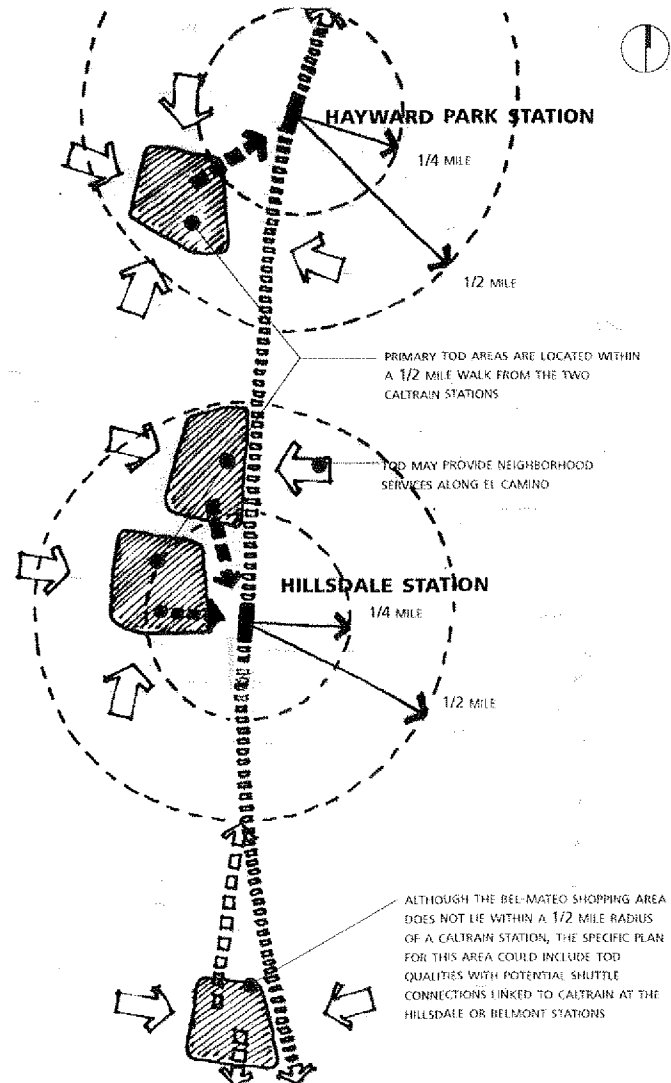 HAYWARD PARK STATION
1/4 MILE
1/2 MILE
PRIMARY TOD AREAS ARE LOCATED WITHIN
A 1/2 MILE WALK FROM THE TWO
CALTRAIN STATIONS
TOD MAY PROVIDE NEIGHBORHOOD
SERVICES ALONG EL CAMINO
HILLSDALE STATION
1/4 MILE
1/2 MILE
ALTHOUGH THE BEL-MATEO SHOPPING AREA
DOES NOT LIE WITHIN A 1/2 MILE RADIUS
OF A CALTRAIN STATION, THE SPECIFIC PLAN
FOR THIS AREA COULD INCLUDE TOD
QUALITIES WITH POTENTIAL SHUTTLE
CONNECTIONS LINKED TO CALTRAIN AT THE
HILLSDALE OR BELMONT STATIONS